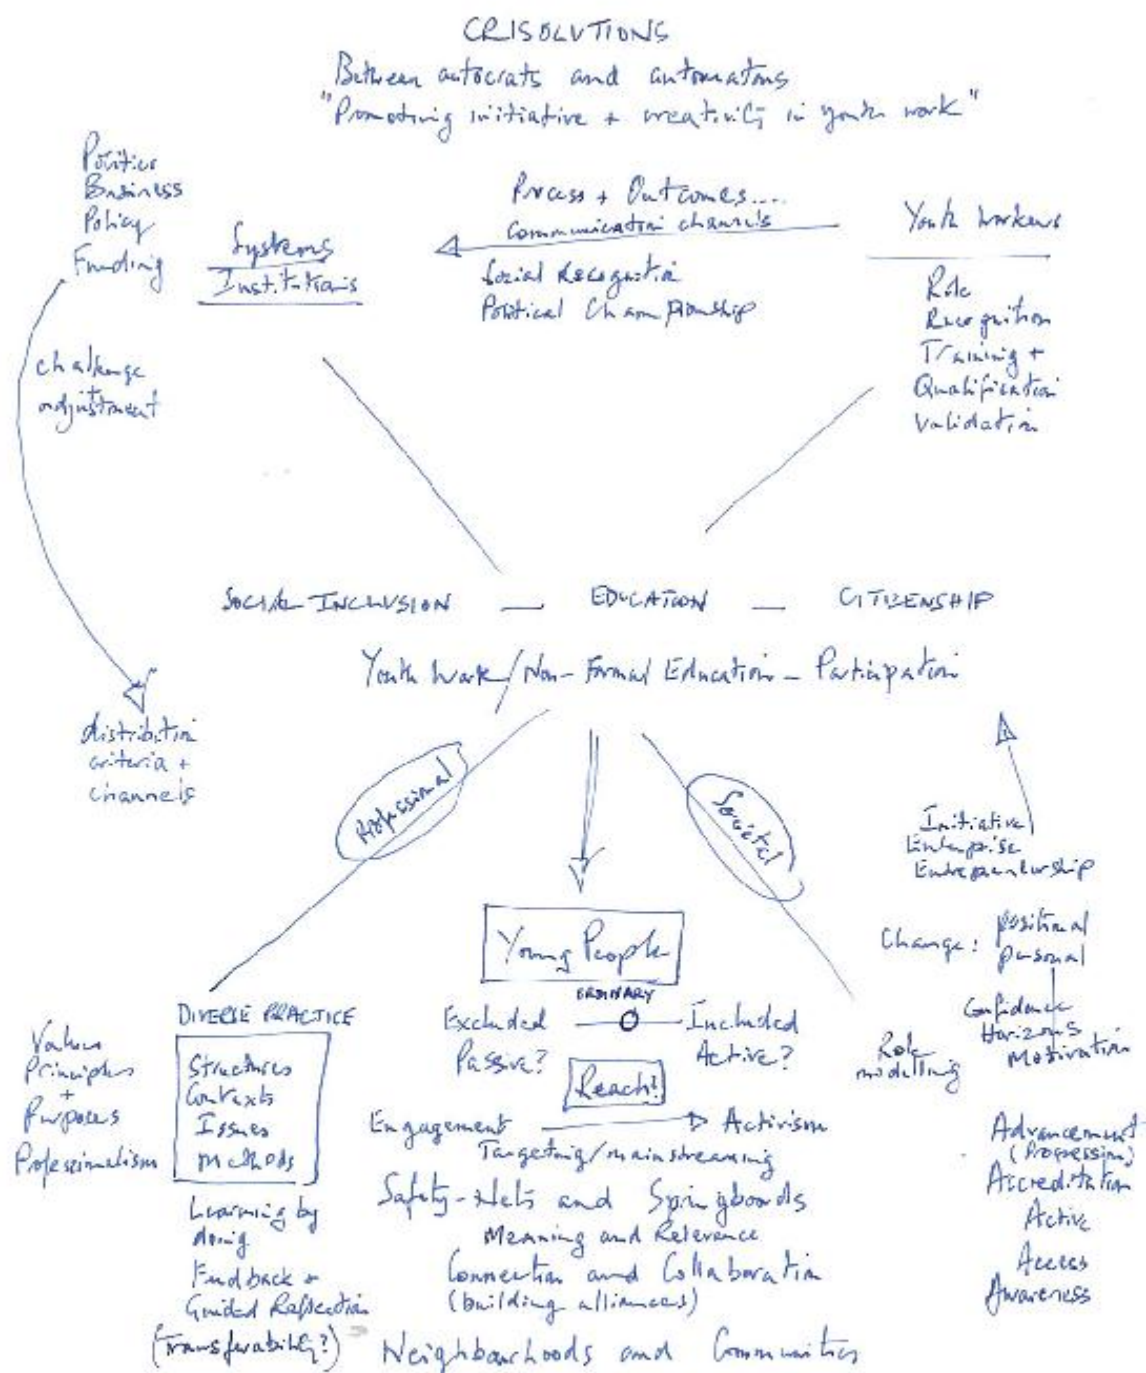 CRISOLUTIONS
Between autocrats and automatons
"Promoting initiative + creativity in youth work"
Politics
Business
Policy
Funding
Systems
Institutions
Process + Outcomes....
Communication channels
Social Recognition
Political Championship
Youth workers
Role
Recognition
Training +
Qualification
Validation
challenge
+
adjustment
distribution
criteria +
channels
SOCIAL INCLUSION — EDUCATION — CITIZENSHIP
Youth Work/Non-Formal Education - Participation
Professional
Societal
Young People
ORDINARY
Excluded
Included
Passive?
Active?
Reach?
Engagement
Activism
Targeting/mainstreaming
Safety-Nets and Springboards
Meaning and Relevance
Connection and Collaboration
(building alliances)
Neighbourhoods and Communities
DIVERSE PRACTICE
Structures
Contexts
Issues
Methods
Values
Principles
+
Purposes
Professionalism
Learning by
doing
Feedback +
Guided Reflection
(transferability?)
Initiative
Enterprise
Entrepreneurship
Change: positional
personal
Confidence
Horizons
Motivation
Role
modelling
Advancement
(Progression)
Accreditation
Active
Access
Awareness